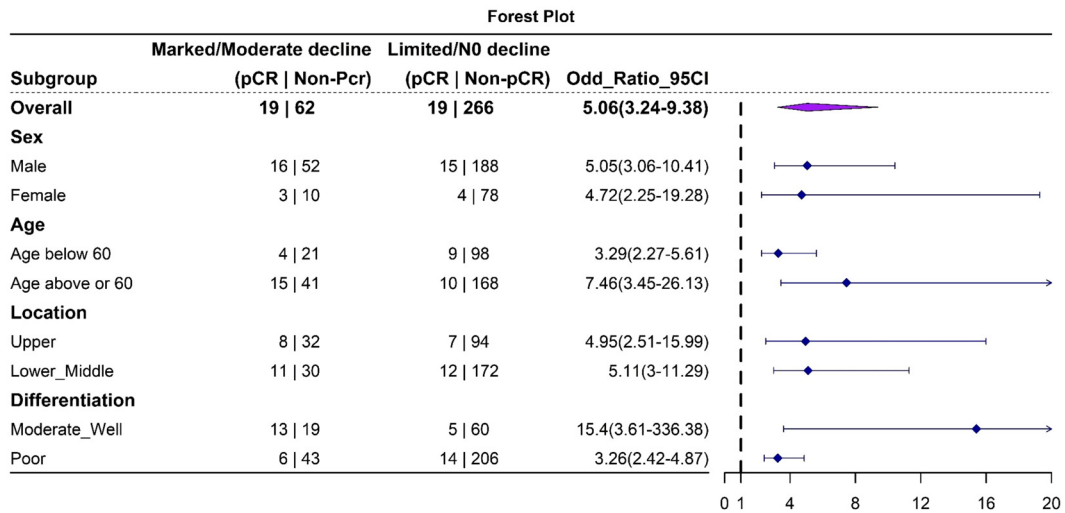 Forest Plot
Marked/Moderate decline Limited/N0 decline
Subgroup (pCR | Non-Pcr) (pCR | Non-pCR) Odd_Ratio_95CI
Overall 19 | 62 19 | 266 5.06(3.24-9.38)
Sex
Male 16 | 52 15 | 188 5.05(3.06-10.41)
Female 3 | 10 4 | 78 4.72(2.25-19.28)
Age
Age below 60 4 | 21 9 | 98 3.29(2.27-5.61)
Age above or 60 15 | 41 10 | 168 7.46(3.45-26.13)
Location
Upper 8 | 32 7 | 94 4.95(2.51-15.99)
Lower_Middle 11 | 30 12 | 172 5.11(3-11.29)
Differentiation
Moderate_Well 13 | 19 5 | 60 15.4(3.61-336.38)
Poor 6 | 43 14 | 206 3.26(2.42-4.87)
0 1 4 8 12 16 20